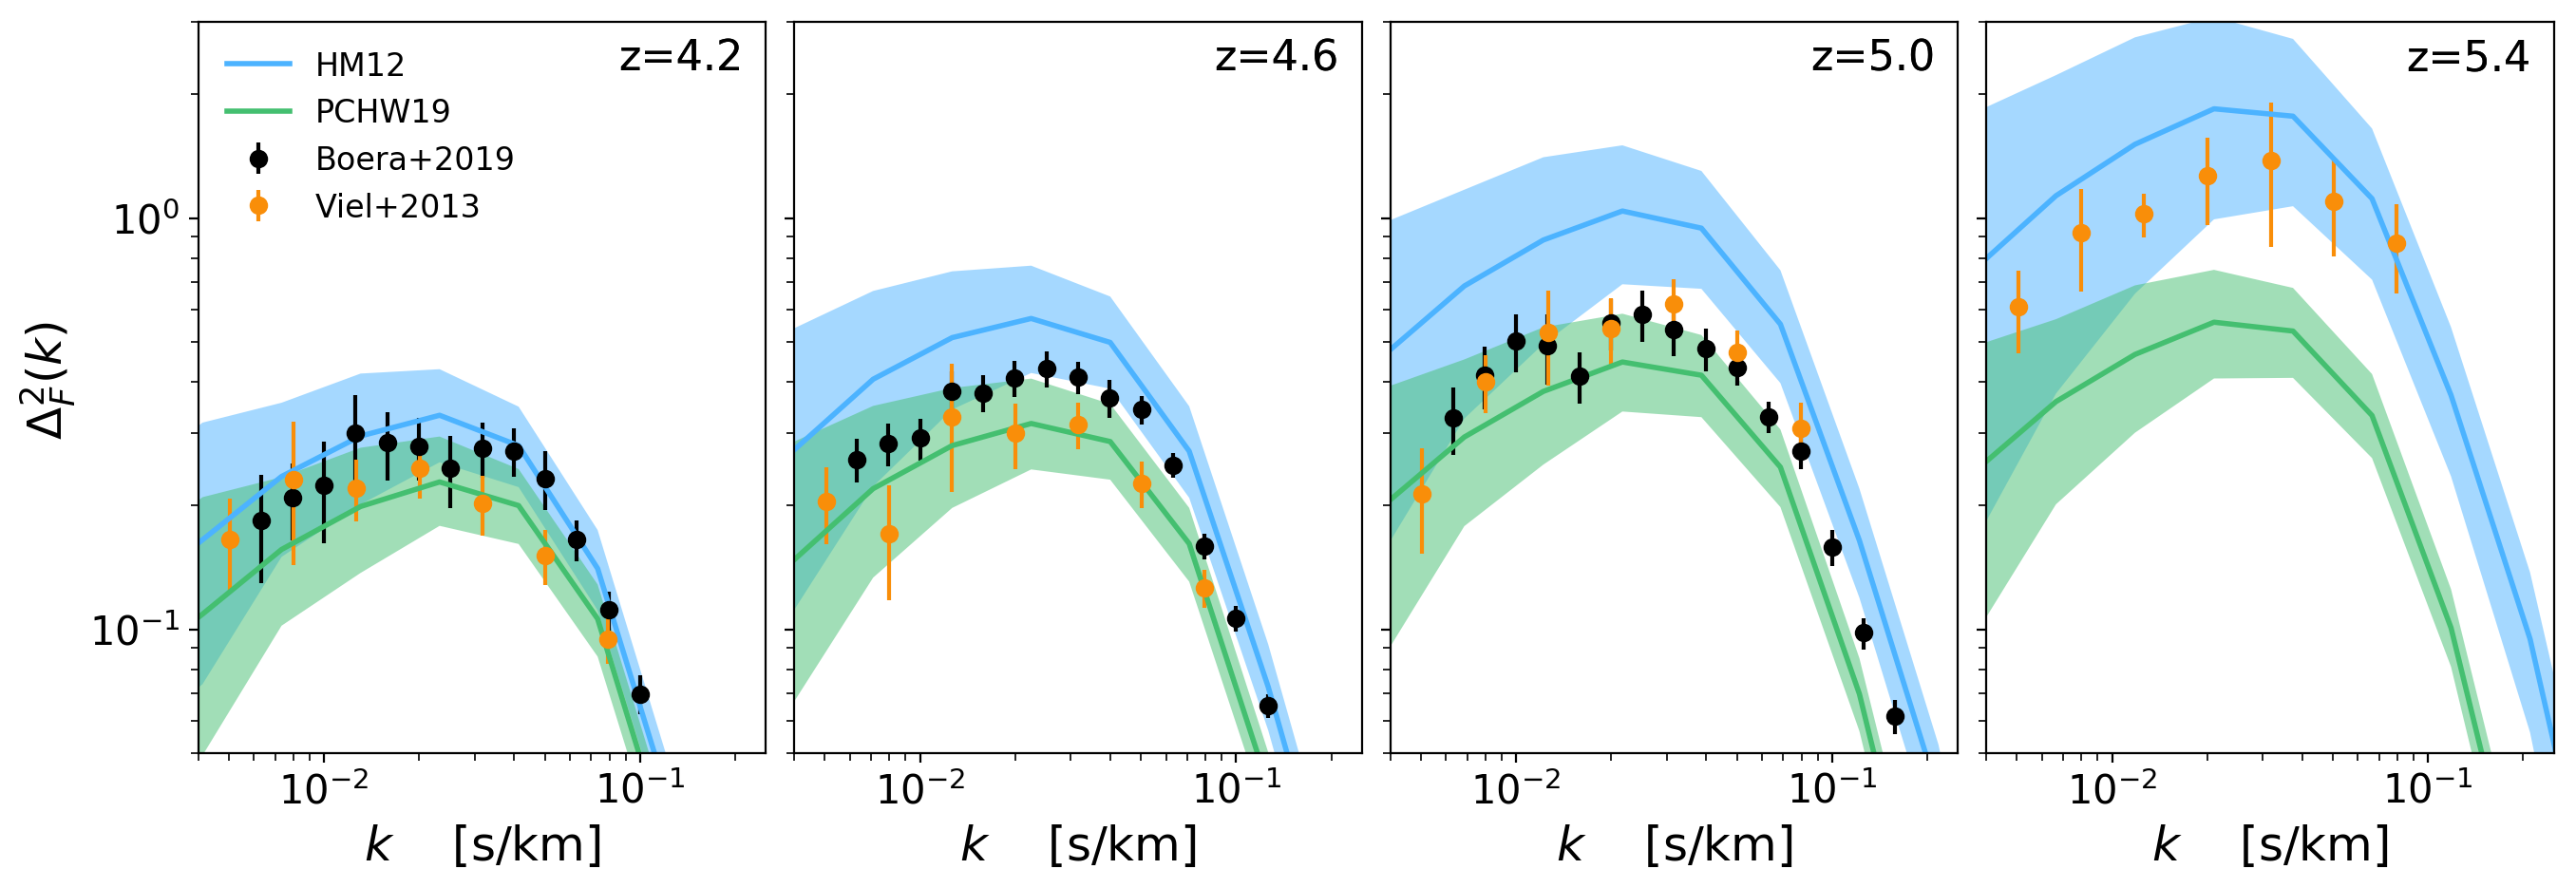 z=4.2
z=4.6
z=5.0
z=5.4
HM12
PCHW19
Boera+2019
Viel+2013
Δ²_F(k)
10⁰
10⁻¹
10⁻² 10⁻¹
10⁻² 10⁻¹
10⁻² 10⁻¹
10⁻² 10⁻¹
k [s/km]
k [s/km]
k [s/km]
k [s/km]